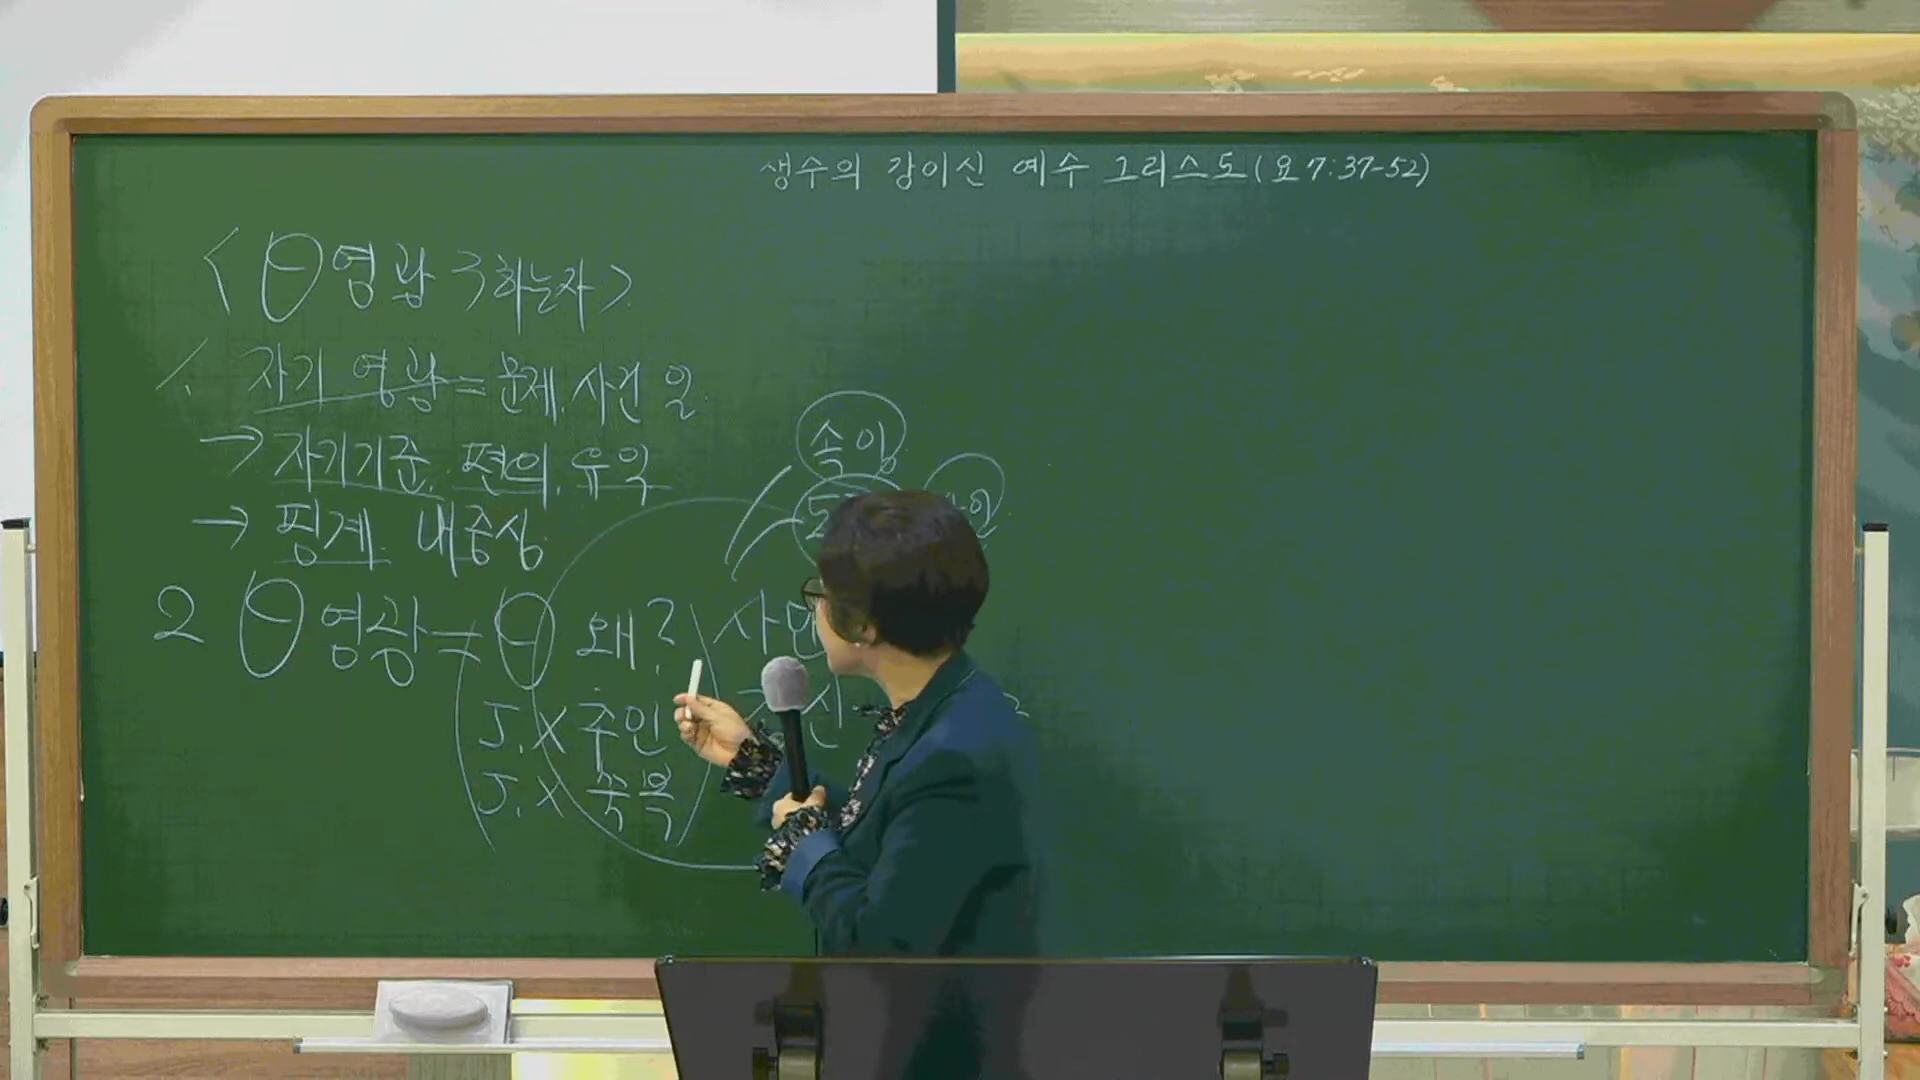 생수의 강이신 예수 그리스도(요 7:37-52)
< Θ 영광 구하는자 >
1. 자기 영광 = 문제. 사건 일.
→ 자기기준. 편의. 유익
→ 핑계. 내중심
속임
2 Θ 영광 = Θ 왜?
J. X 주인
J. X 축복